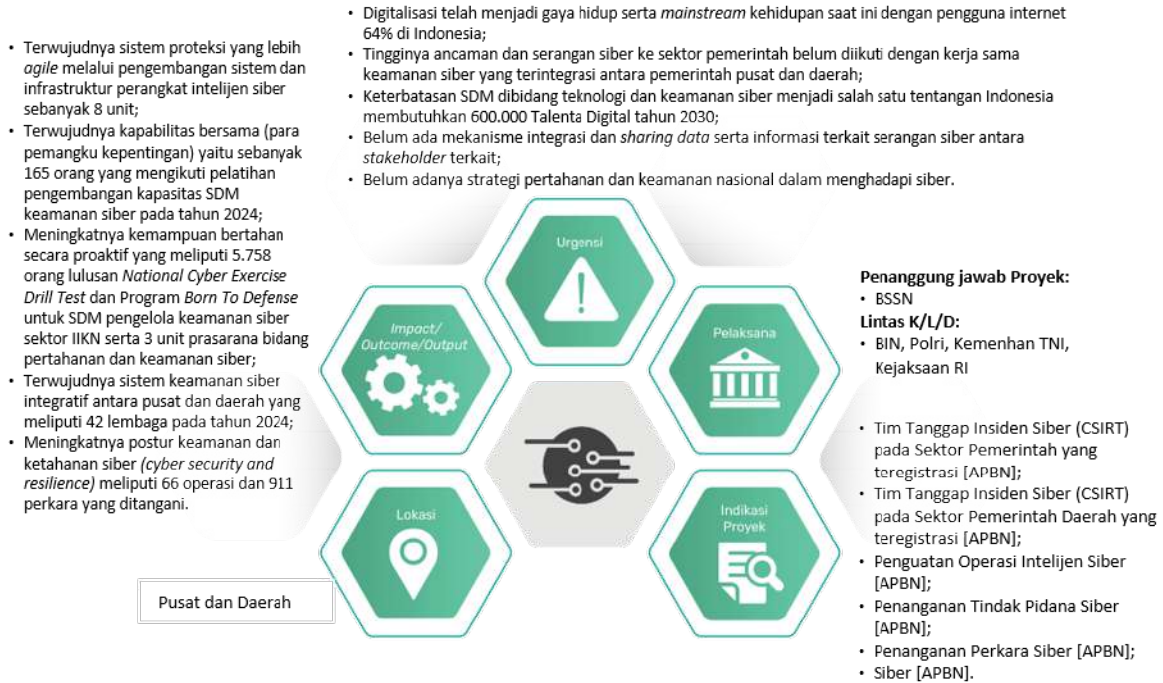 • Digitalisasi telah menjadi gaya hidup serta mainstream kehidupan saat ini dengan pengguna internet
64% di Indonesia;
• Tingginya ancaman dan serangan siber ke sektor pemerintah belum diikuti dengan kerja sama
keamanan siber yang terintegrasi antara pemerintah pusat dan daerah;
• Keterbatasan SDM dibidang teknologi dan keamanan siber menjadi salah satu tentangan Indonesia
membutuhkan 600.000 Talenta Digital tahun 2030;
• Belum ada mekanisme integrasi dan sharing data serta informasi terkait serangan siber antara
stakeholder terkait;
• Belum adanya strategi pertahanan dan keamanan nasional dalam menghadapi siber.
• Terwujudnya sistem proteksi yang lebih
agile melalui pengembangan sistem dan
infrastruktur perangkat intelijen siber
sebanyak 8 unit;
• Terwujudnya kapabilitas bersama (para
pemangku kepentingan) yaitu sebanyak
165 orang yang mengikuti pelatihan
pengembangan kapasitas SDM
keamanan siber pada tahun 2024;
• Meningkatnya kemampuan bertahan
secara proaktif yang meliputi 5.758
orang lulusan National Cyber Exercise
Drill Test dan Program Born To Defense
untuk SDM pengelola keamanan siber
sektor IIKN serta 3 unit prasarana bidang
pertahanan dan keamanan siber;
• Terwujudnya sistem keamanan siber
integratif antara pusat dan daerah yang
meliputi 42 lembaga pada tahun 2024;
• Meningkatnya postur keamanan dan
ketahanan siber (cyber security and
resilience) meliputi 66 operasi dan 911
perkara yang ditangani.
Urgensi
Impact/
Outcome/Output
Pelaksana
Penanggung jawab Proyek:
• BSSN
Lintas K/L/D:
• BIN, Polri, Kemenhan TNI,
Kejaksaan RI
Lokasi
Pusat dan Daerah
Indikasi
Proyek
• Tim Tanggap Insiden Siber (CSIRT)
pada Sektor Pemerintah yang
teregistrasi [APBN];
• Tim Tanggap Insiden Siber (CSIRT)
pada Sektor Pemerintah Daerah yang
teregistrasi [APBN];
• Penguatan Operasi Intelijen Siber
[APBN];
• Penanganan Tindak Pidana Siber
[APBN];
• Penanganan Perkara Siber [APBN];
• Siber [APBN].